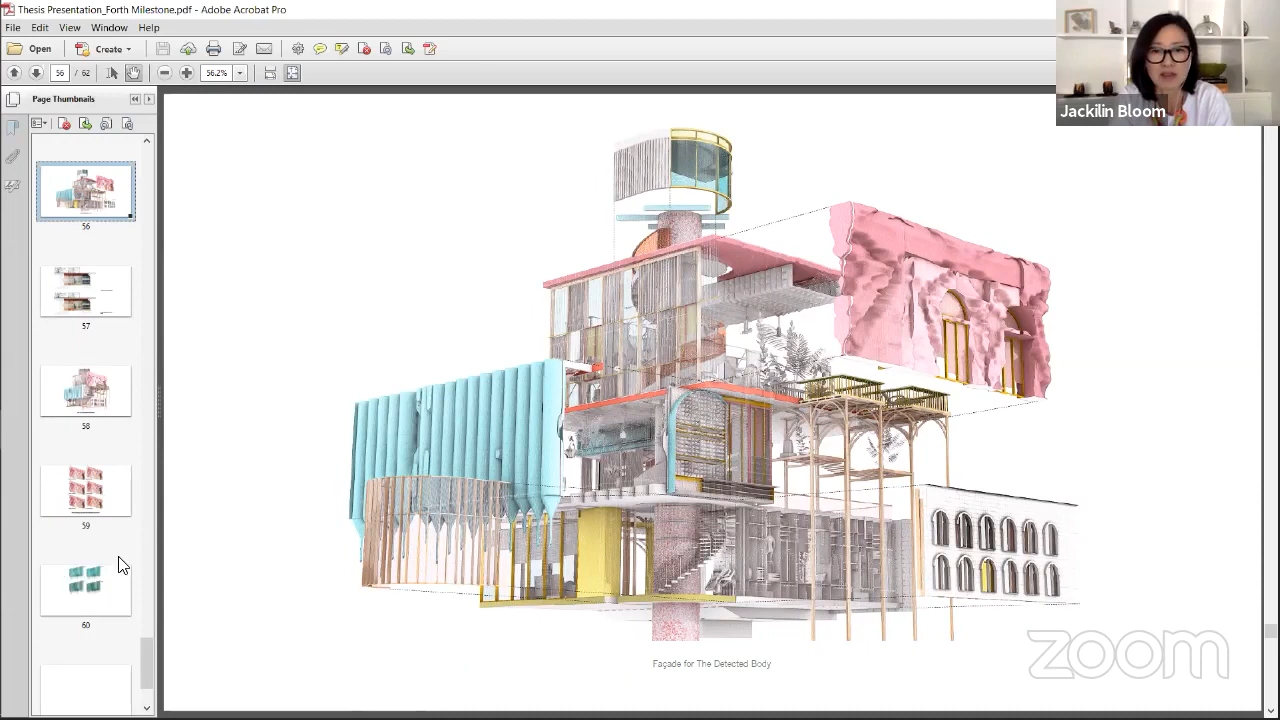 Thesis Presentation_Forth Milestone.pdf - Adobe Acrobat Pro
File Edit View Window Help
Open Create
56 / 62 56.2%
Page Thumbnails
56
57
58
59
60
Jackilin Bloom
Façade for The Detected Body
zoom